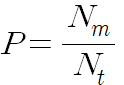 P = N_m / N_t